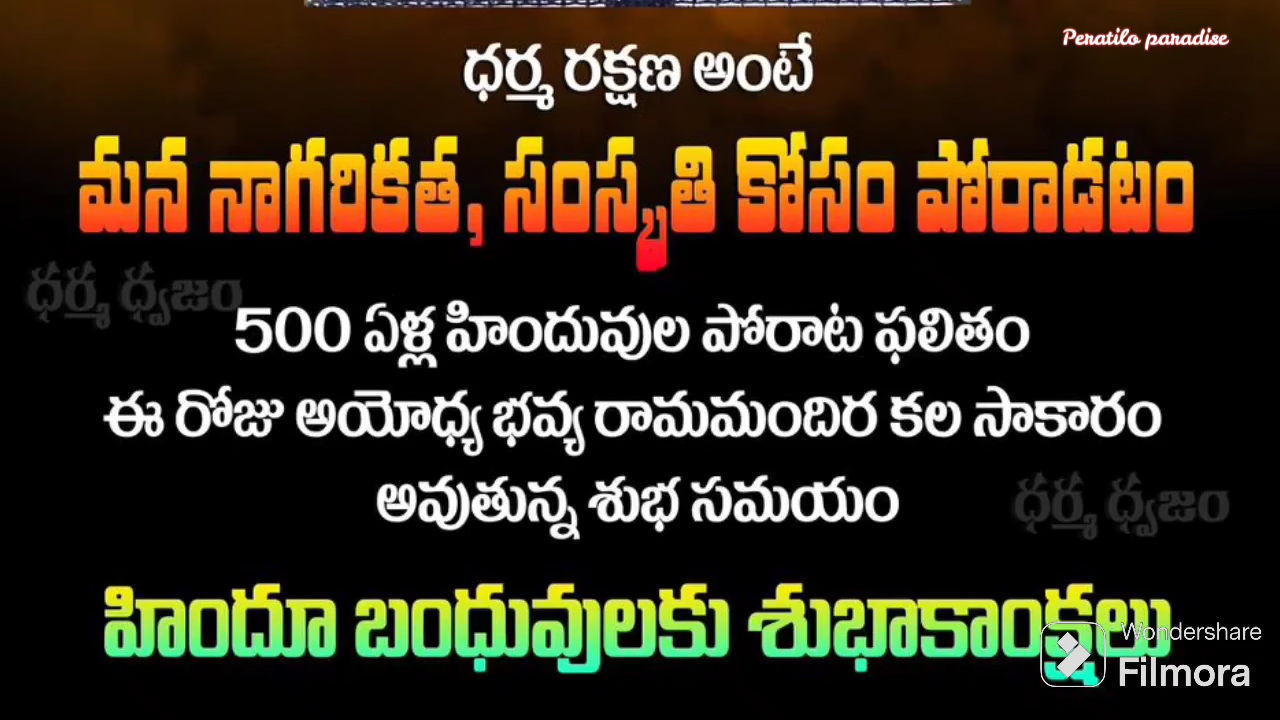 Peratilo paradise
ధర్మ రక్షణ అంటే
మన నాగరికత, సంస్కృతి కోసం పోరాడటం
ధర్మ ధ్వజం
500 ఏళ్ల హిందువుల పోరాట ఫలితం
ఈ రోజు అయోధ్య భవ్య రామమందిర కల సాకారం
అవుతున్న శుభ సమయం
ధర్మ ధ్వజం
హిందూ బంధువులకు శుభాకాంక్షలు
Wondershare
Filmora